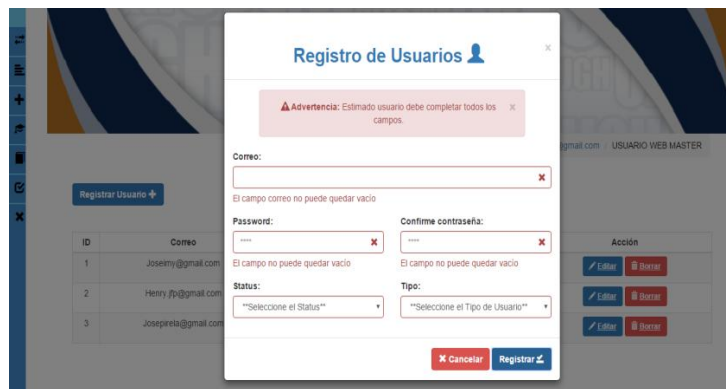 Registro de Usuarios
x
Advertencia: Estimado usuario debe completar todos los
campos.
x
@gmail.com / USUARIO WEB MASTER
Correo:
El campo correo no puede quedar vacío
Registrar Usuario
Password:
Confirme contraseña:
****
****
El campo no puede quedar vacío
El campo no puede quedar vacío
Status:
Tipo:
**Seleccione el Status**
**Seleccione el Tipo de Usuario**
Cancelar
Registrar
ID
Correo
Acción
1
Joseimy@gmail.com
Editar
Borrar
2
Henry.jfp@gmail.com
Editar
Borrar
3
Josepirela@gmail.com
Editar
Borrar